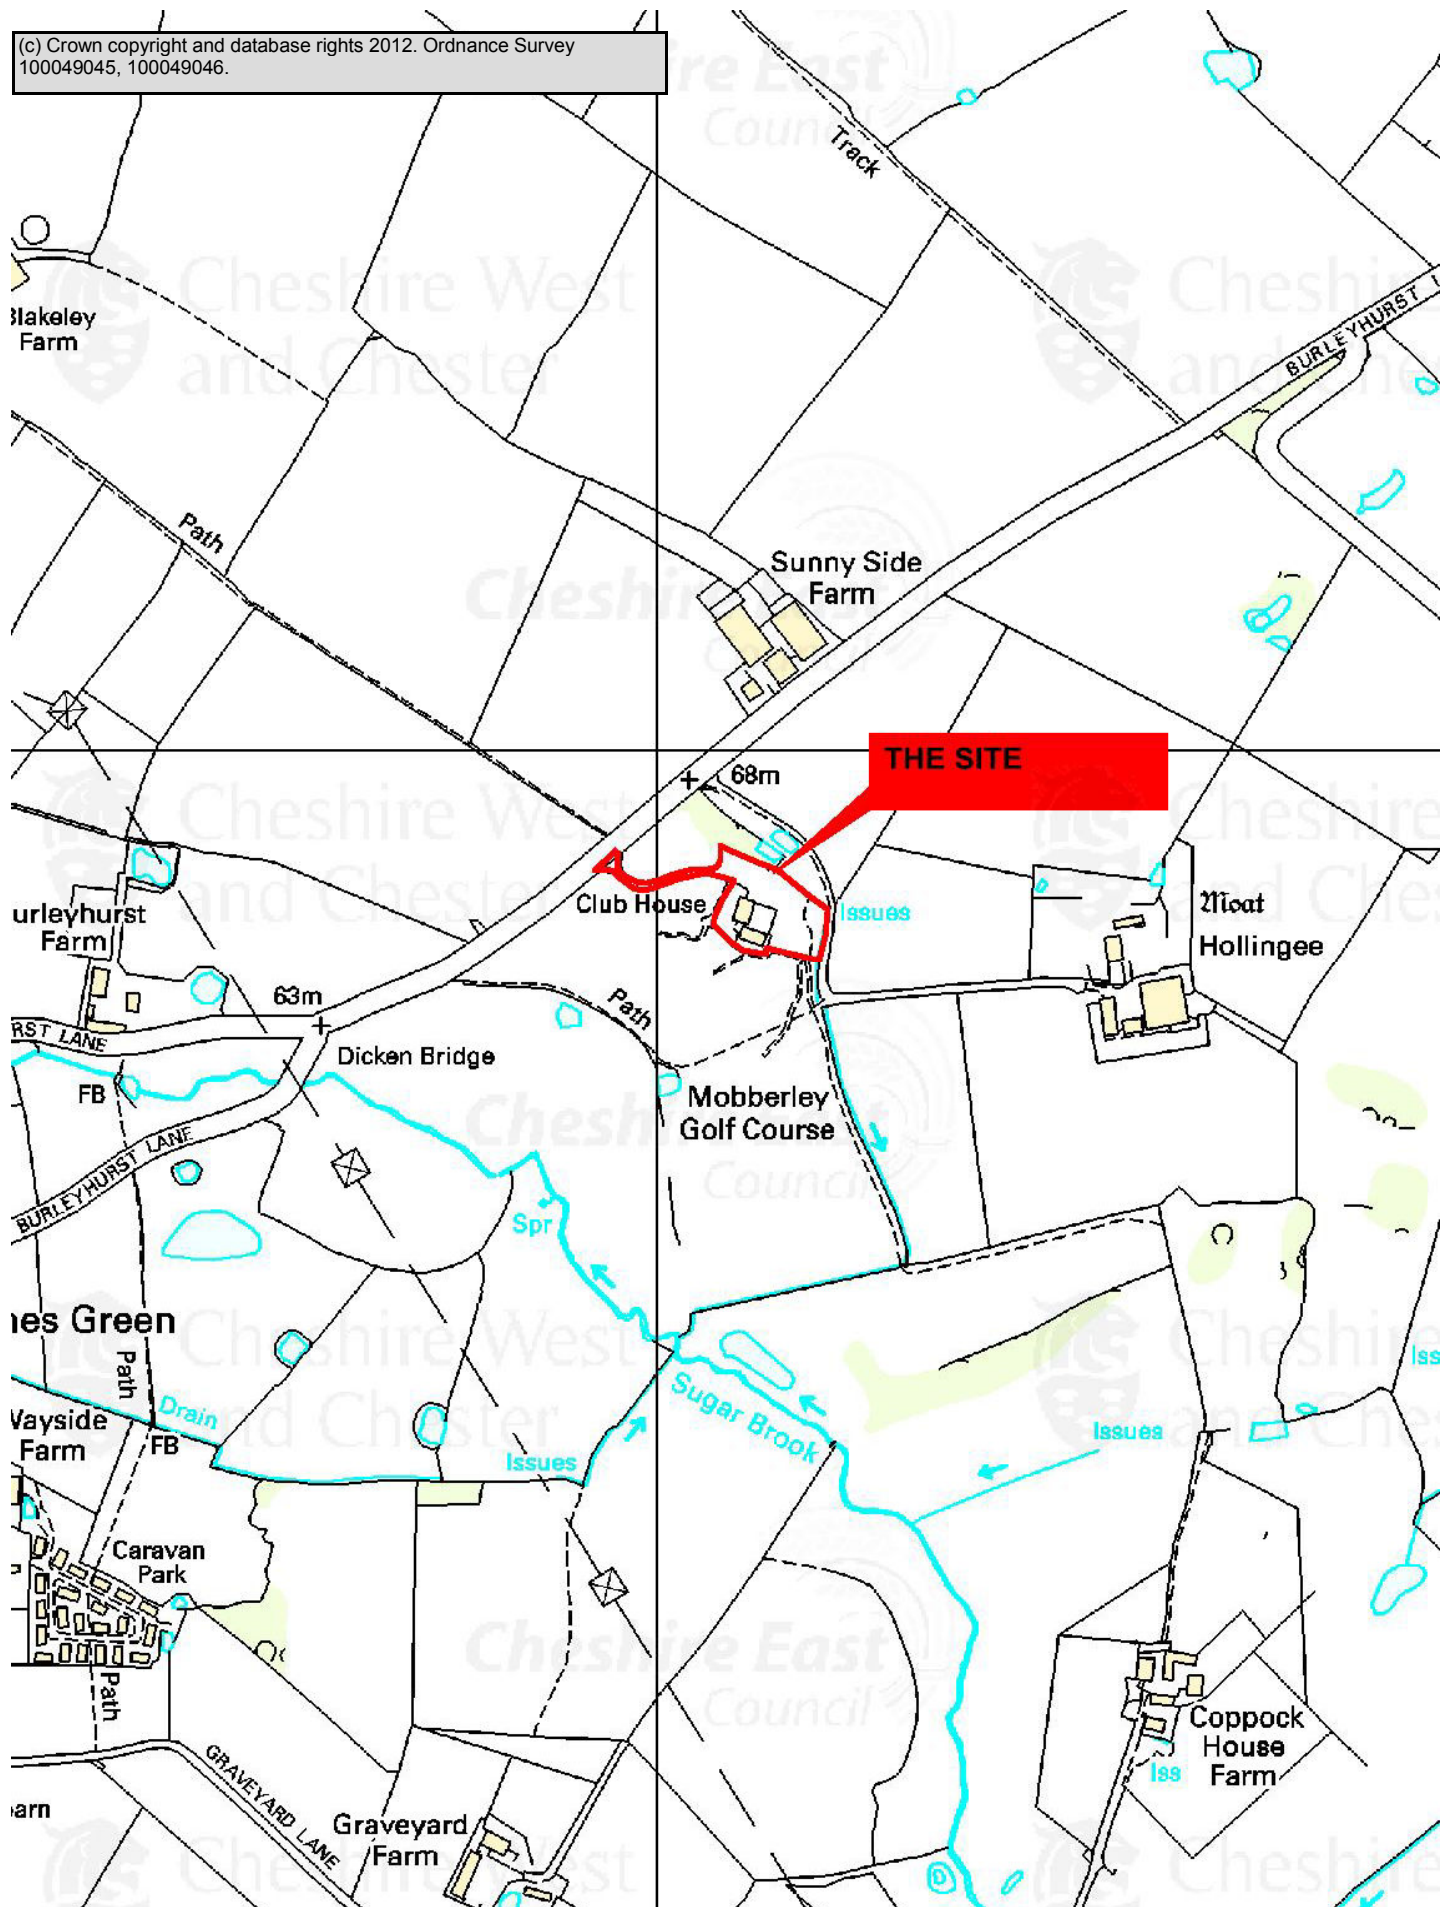 (c) Crown copyright and database rights 2012. Ordnance Survey
100049045, 100049046.
Track
Blakeley
Farm
BURLEYHURST L
Path
Sunny Side
Farm
THE SITE
68m
Club House
Issues
Moat
Hollingee
urleyhurst
Farm
63m
RST LANE
Dicken Bridge
Path
FB
Mobberley
Golf Course
BURLEYHURST LANE
Spr
nes Green
Path
Drain
Wayside
Farm
FB
Issues
Sugar Brook
Issues
Iss
Caravan
Park
Path
Coppock
House
Farm
Iss
GRAVEYARD LANE
arn
Graveyard
Farm
Cheshire West
and Chester
Cheshire East
Council